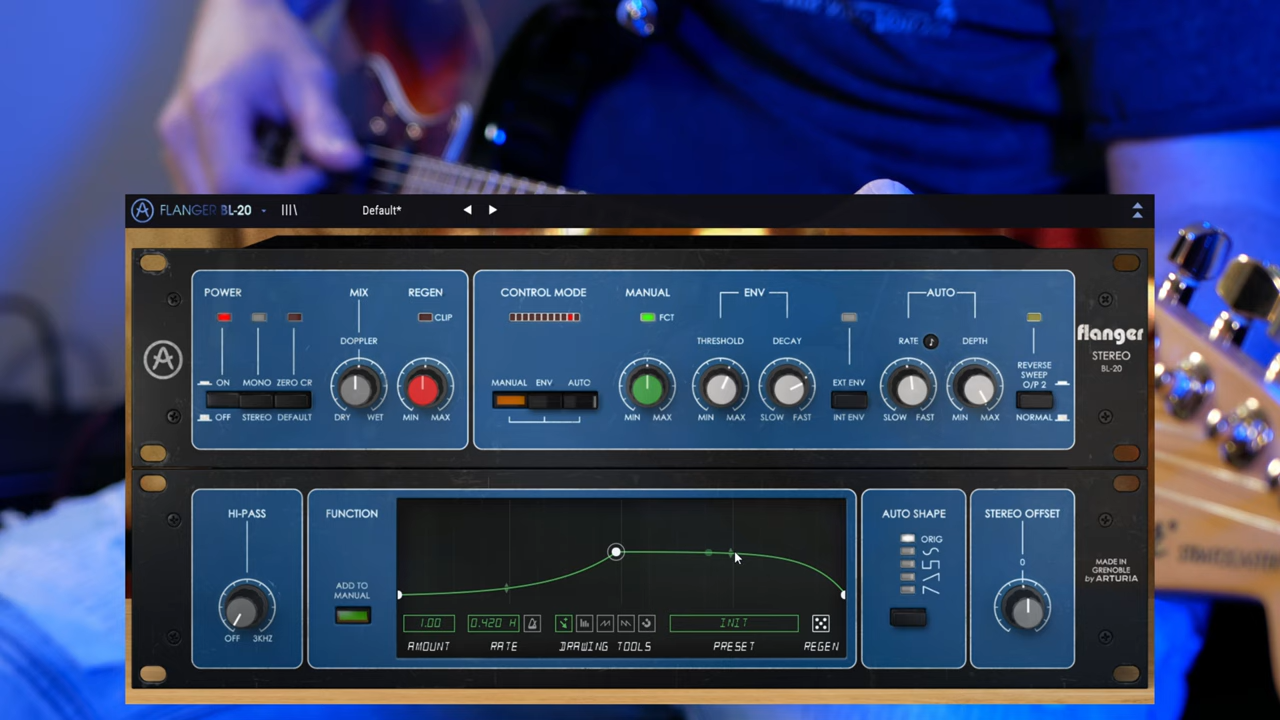 FLANGER BL-20
Default*
POWER
MIX
REGEN
CLIP
DOPPLER
ON
MONO
ZERO CR
OFF
STEREO
DEFAULT
DRY
WET
MIN
MAX
CONTROL MODE
MANUAL
ENV
AUTO
FCT
THRESHOLD
DECAY
RATE
DEPTH
MANUAL
ENV
AUTO
MIN
MAX
MIN
MAX
SLOW
FAST
EXT ENV
INT ENV
SLOW
FAST
MIN
MAX
REVERSE
SWEEP
O/P 2
NORMAL
flanger
STEREO
BL-20
HI-PASS
OFF
3KHZ
FUNCTION
ADD TO
MANUAL
1.00
0.420 H
INIT
AMOUNT
RATE
DRAWING TOOLS
PRESET
REGEN
AUTO SHAPE
ORIG
STEREO OFFSET
0
MADE IN
GRENOBLE
by ARTURIA